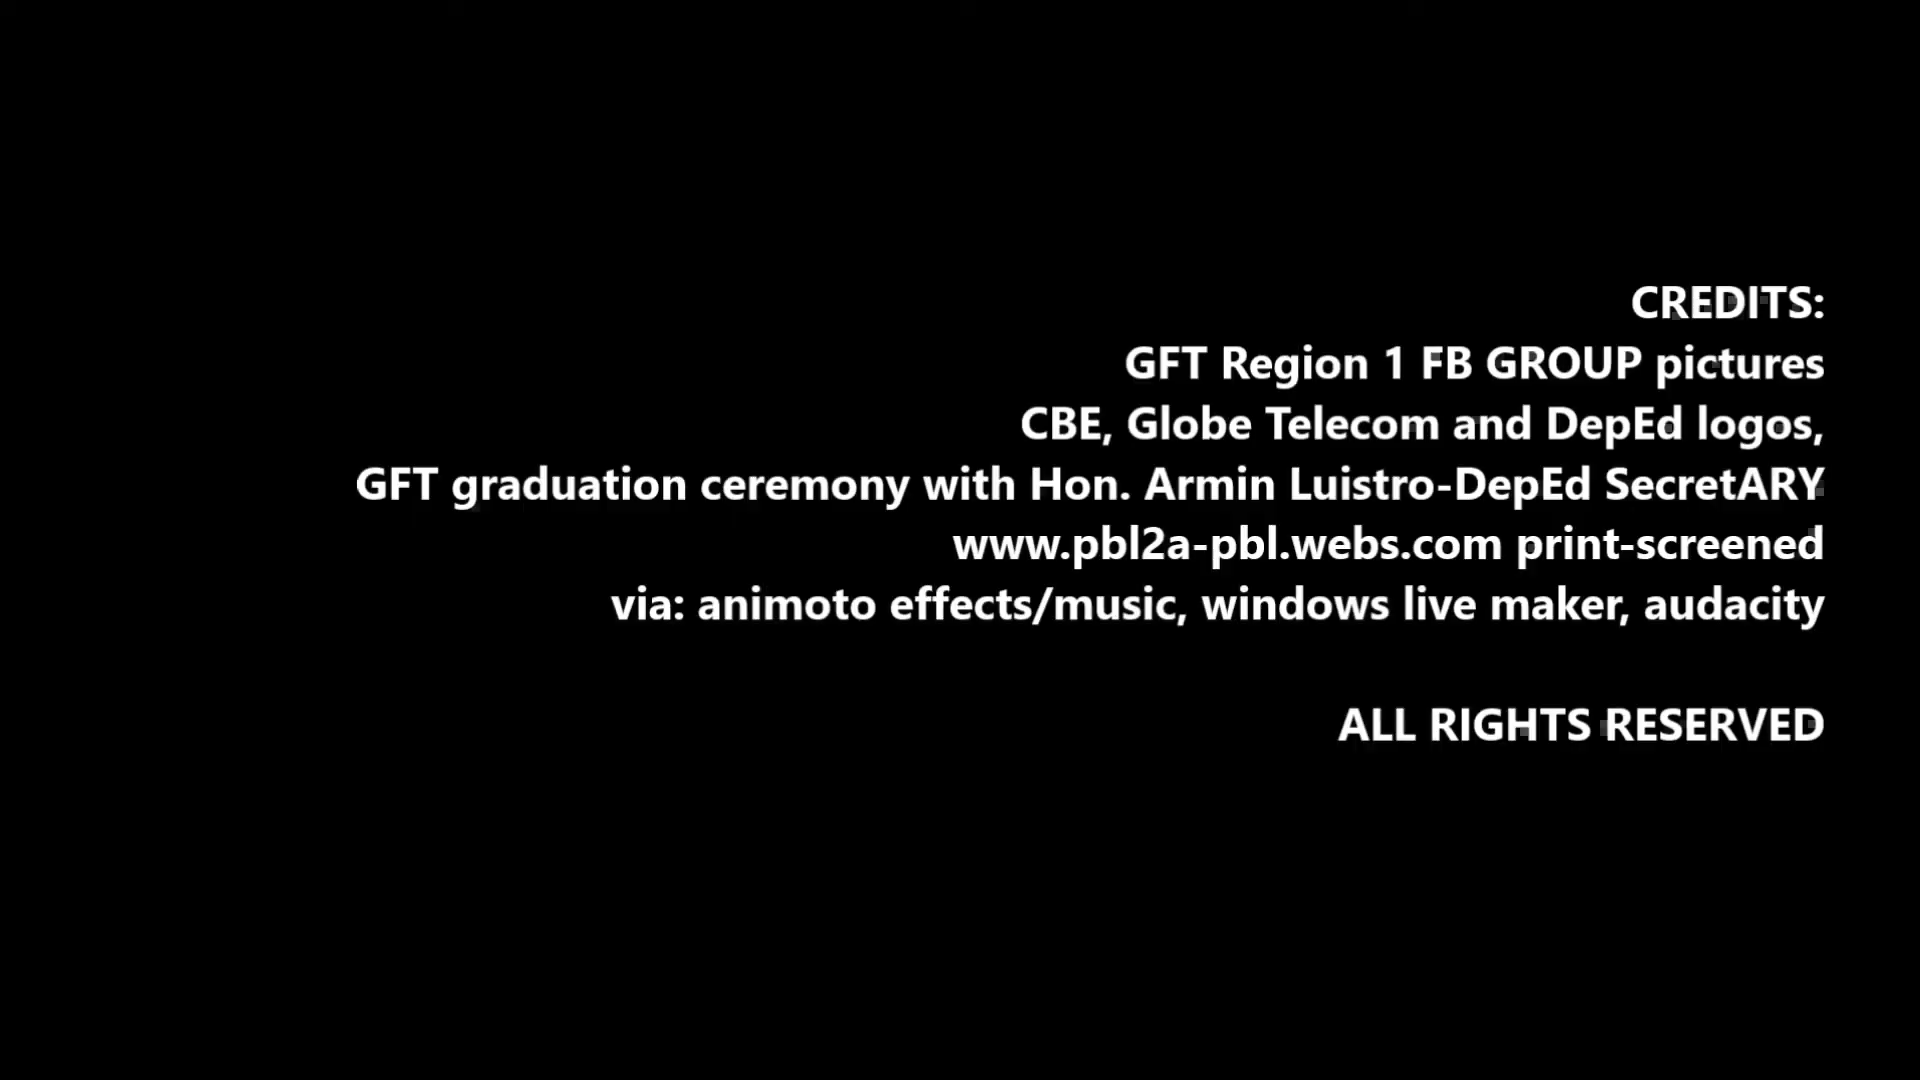 CREDITS:
GFT Region 1 FB GROUP pictures
CBE, Globe Telecom and DepEd logos,
GFT graduation ceremony with Hon. Armin Luistro-DepEd SecretARY
www.pbl2a-pbl.webs.com print-screened
via: animoto effects/music, windows live maker, audacity
ALL RIGHTS RESERVED